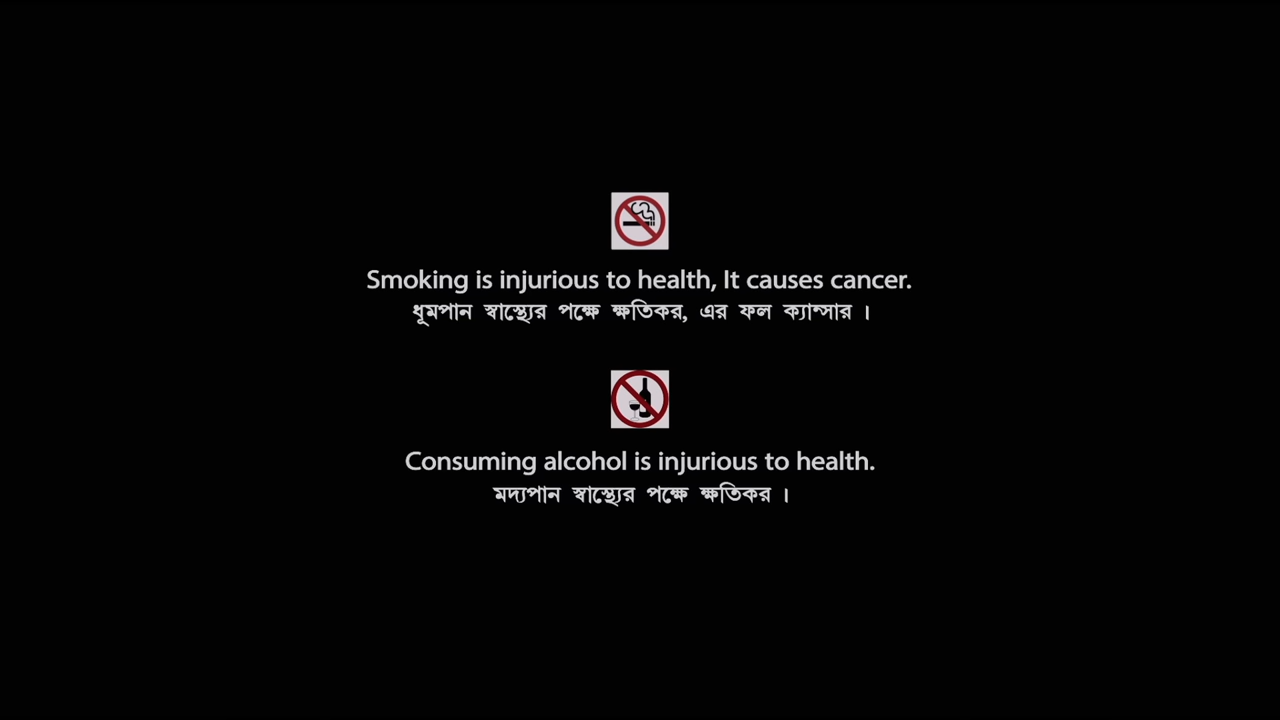 Smoking is injurious to health, It causes cancer.
ধূমপান স্বাস্থ্যের পক্ষে ক্ষতিকর, এর ফল ক্যান্সার ।
Consuming alcohol is injurious to health.
মদ্যপান স্বাস্থ্যের পক্ষে ক্ষতিকর ।